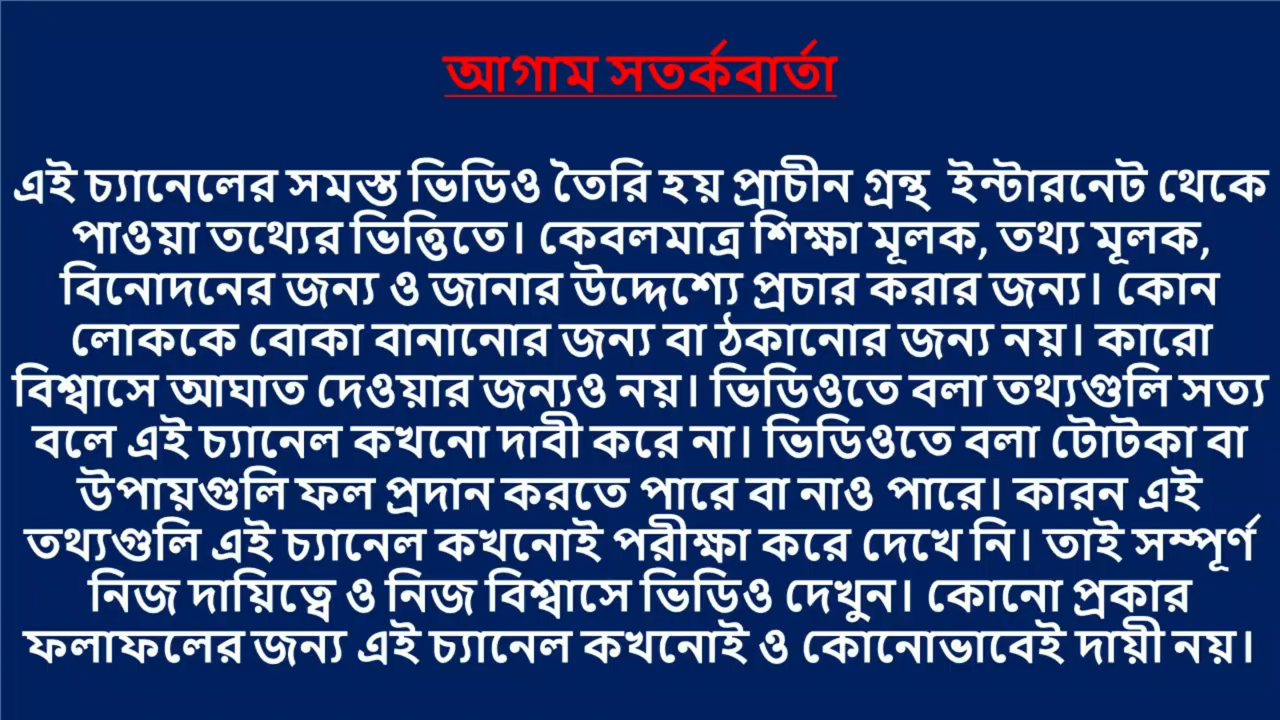 আগাম সতর্কবার্তা
এই চ্যানেলের সমস্ত ভিডিও তৈরি হয় প্রাচীন গ্রন্থ ইন্টারনেট থেকে
পাওয়া তথ্যের ভিত্তিতে। কেবলমাত্র শিক্ষা মূলক, তথ্য মূলক,
বিনোদনের জন্য ও জানার উদ্দেশ্যে প্রচার করার জন্য। কোন
লোককে বোকা বানানোর জন্য বা ঠকানোর জন্য নয়। কারো
বিশ্বাসে আঘাত দেওয়ার জন্যও নয়। ভিডিওতে বলা তথ্যগুলি সত্য
বলে এই চ্যানেল কখনো দাবী করে না। ভিডিওতে বলা টোটকা বা
উপায়গুলি ফল প্রদান করতে পারে বা নাও পারে। কারন এই
তথ্যগুলি এই চ্যানেল কখনোই পরীক্ষা করে দেখে নি। তাই সম্পূর্ণ
নিজ দায়িত্বে ও নিজ বিশ্বাসে ভিডিও দেখুন। কোনো প্রকার
ফলাফলের জন্য এই চ্যানেল কখনোই ও কোনোভাবেই দায়ী নয়।